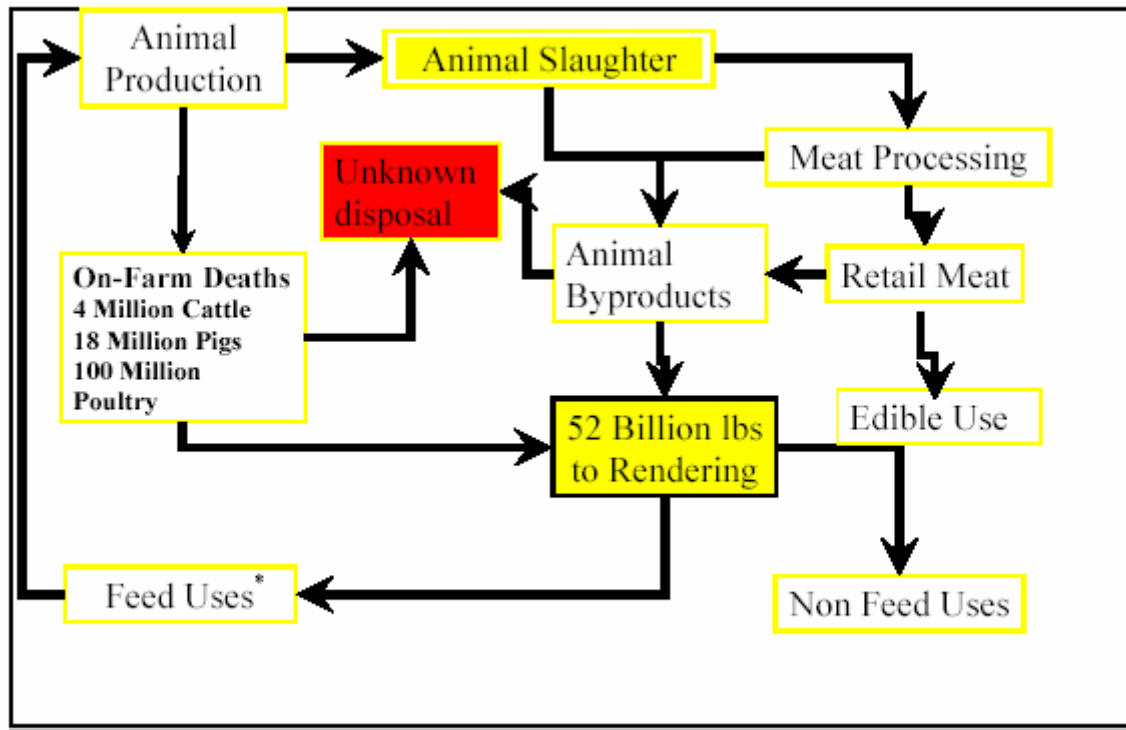 Animal
Production
Animal Slaughter
Meat Processing
Unknown
disposal
Animal
Byproducts
Retail Meat
On-Farm Deaths
4 Million Cattle
18 Million Pigs
100 Million
Poultry
52 Billion lbs
to Rendering
Edible Use
Feed Uses*
Non Feed Uses